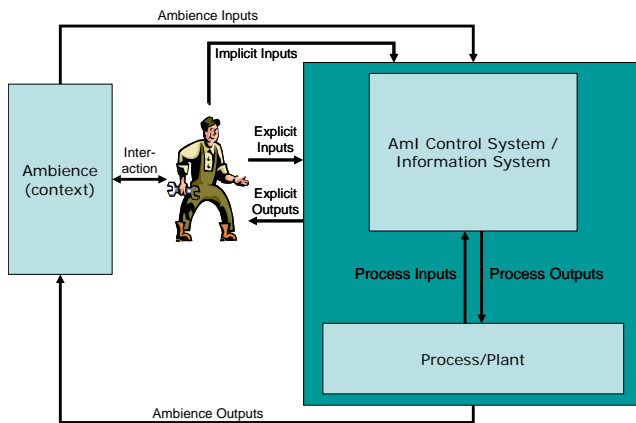 Ambience Inputs
Implicit Inputs
AmI Control System /
Information System
Explicit
Inputs
Inter-
action
Ambience
(context)
Explicit
Outputs
Process Inputs
Process Outputs
Process/Plant
Ambience Outputs